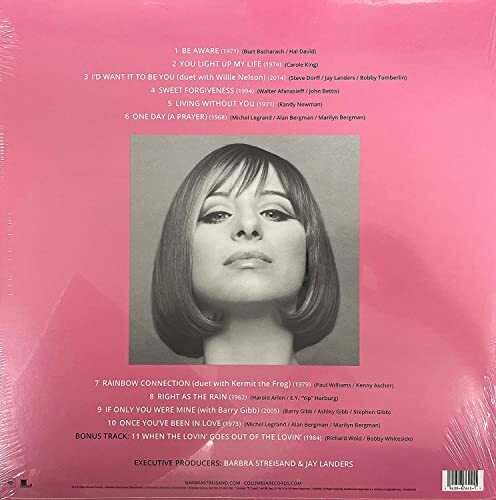 1 BE AWARE (1971) (Burt Bacharach / Hal David)
2 YOU LIGHT UP MY LIFE (1974) (Carole King)
3 I'D WANT IT TO BE YOU (duet with Willie Nelson) (2014) (Steve Dorff / Jay Landers / Bobby Tomberlin)
4 SWEET FORGIVENESS (1994) (Walter Afanasieff / John Bettis)
5 LIVING WITHOUT YOU (1971) (Randy Newman)
6 ONE DAY (A PRAYER) (1968) (Michel Legrand / Alan Bergman / Marilyn Bergman)
7 RAINBOW CONNECTION (duet with Kermit the Frog) (1979) (Paul Williams / Kenny Ascher)
8 RIGHT AS THE RAIN (1962) (Harold Arlen / E.Y. "Yip" Harburg)
9 IF ONLY YOU WERE MINE (with Barry Gibb) (2005) (Barry Gibb / Ashley Gibb / Stephen Gibb)
10 ONCE YOU'VE BEEN IN LOVE (1973) (Michel Legrand / Alan Bergman / Marilyn Bergman)
BONUS TRACK: 11 WHEN THE LOVIN' GOES OUT OF THE LOVIN' (1984) (Richard Wold / Bobby Whiteside)
EXECUTIVE PRODUCERS: BARBRA STREISAND & JAY LANDERS
BARBRASTREISAND.COM COLUMBIARECORDS.COM